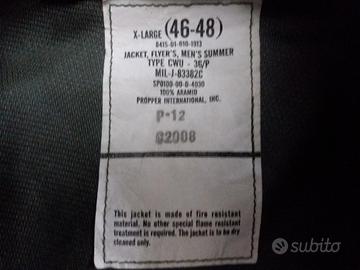 X-LARGE (46-48)
8415-01-010-1913
JACKET, FLYER'S, MEN'S SUMMER
TYPE CWU - 36/P
MIL-J-83382C
SP0100-00-D-4030
100% ARAMID
PROPPER INTERNATIONAL, INC.
P-12
G2008
This jacket is made of fire resistant
material. No other special flame resistant
treatment is required. The jacket is to be dry
cleaned only.
subito